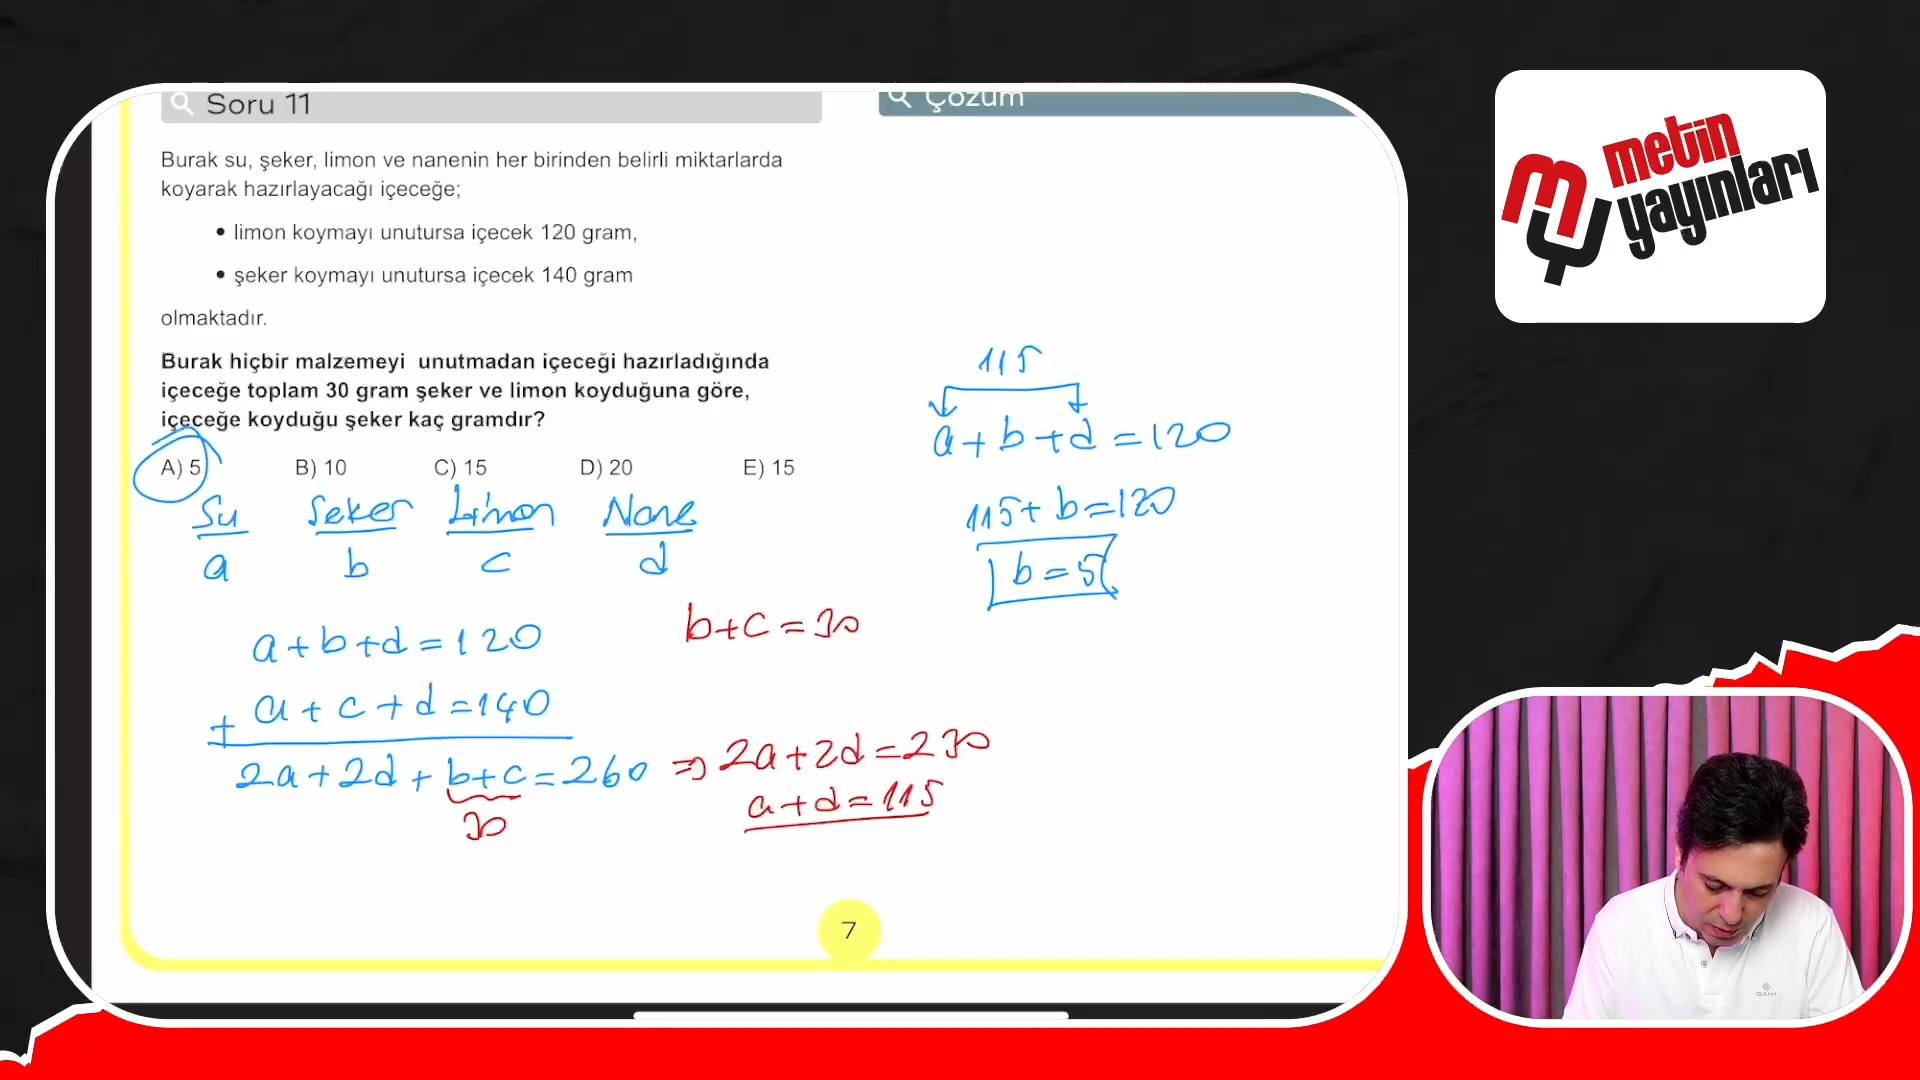 Soru 11
Çözüm
Burak su, şeker, limon ve nanenin her birinden belirli miktarlarda
koyarak hazırlayacağı içeceğe;
• limon koymayı unutursa içecek 120 gram,
• şeker koymayı unutursa içecek 140 gram
olmaktadır.
Burak hiçbir malzemeyi unutmadan içeceği hazırladığında
içeceğe toplam 30 gram şeker ve limon koyduğuna göre,
içeceğe koyduğu şeker kaç gramdır?
A) 5 B) 10 C) 15 D) 20 E) 15
Su Şeker Limon Nane
a b c d
a+b+d=120
+ a+c+d=140
2a+2d+b+c=260
30
b+c=30
⇒ 2a+2d=230
a+d=115
115
a+b+d=120
115+b=120
b=5
7
metin
yayınları
GANT